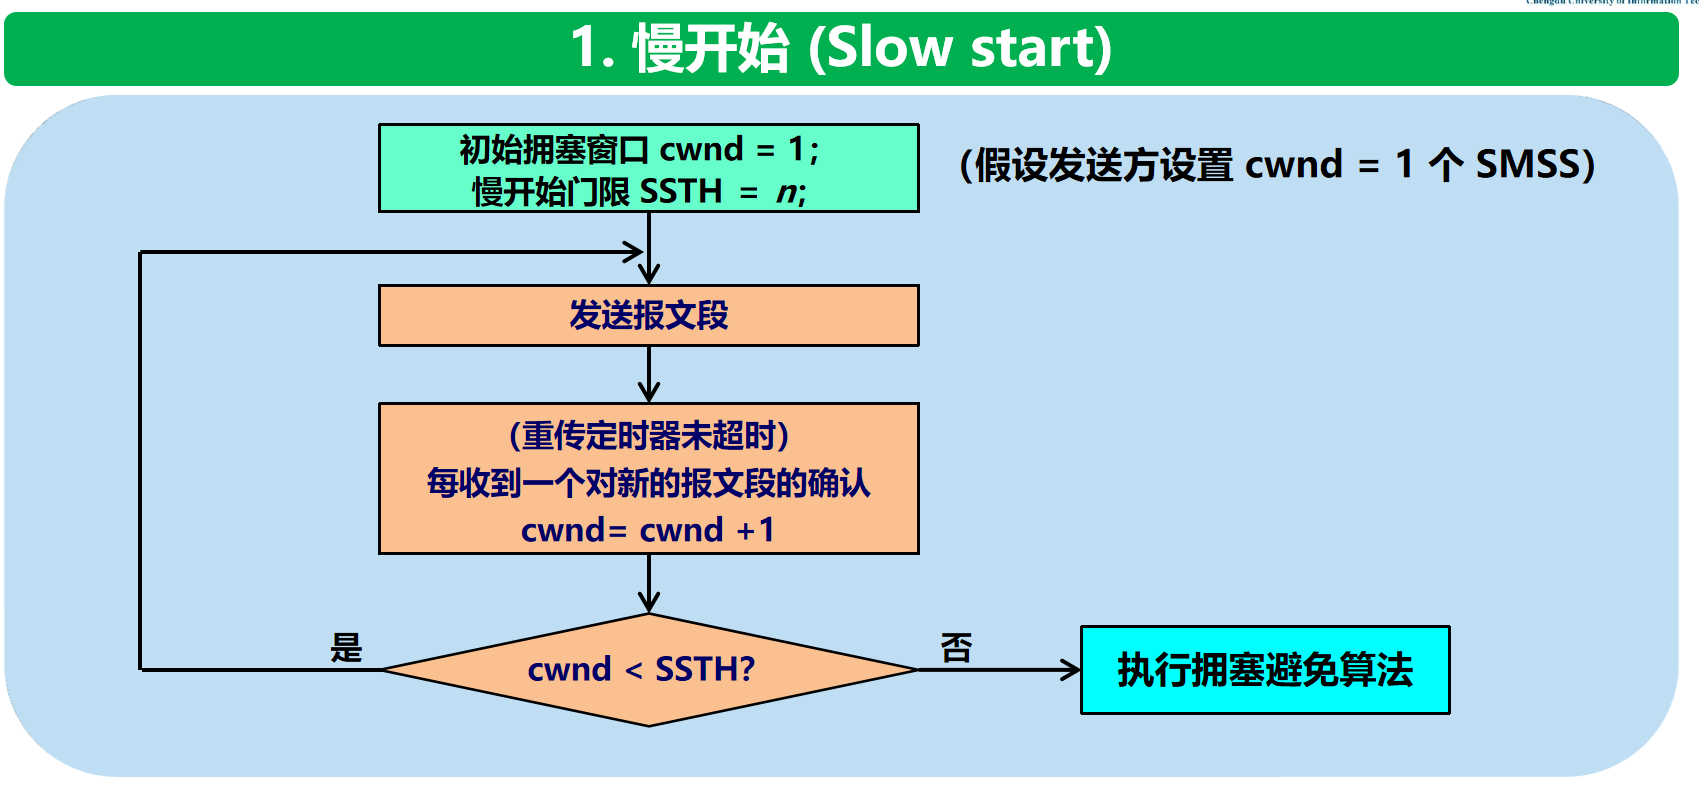 Chengdu University of Information Tec
1. 慢开始 (Slow start)
初始拥塞窗口 cwnd = 1；
慢开始门限 SSTH = n;
（假设发送方设置 cwnd = 1 个 SMSS）
发送报文段
（重传定时器未超时）
每收到一个对新的报文段的确认
cwnd= cwnd +1
是
cwnd < SSTH?
否
执行拥塞避免算法